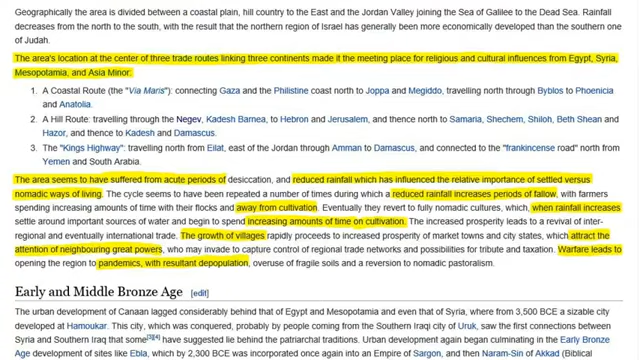 Geographically the area is divided between a coastal plain, hill country to the East and the Jordan Valley joining the Sea of Galilee to the Dead Sea. Rainfall
decreases from the north to the south, with the result that the northern region of Israel has generally been more economically developed than the southern one
of Judah.
The area's location at the center of three trade routes linking three continents made it the meeting place for religious and cultural influences from Egypt, Syria,
Mesopotamia, and Asia Minor:
1. A Coastal Route (the "Via Maris"): connecting Gaza and the Philistine coast north to Joppa and Megiddo, travelling north through Byblos to Phoenicia
and Anatolia.
2. A Hill Route: travelling through the Negev, Kadesh Barnea, to Hebron and Jerusalem, and thence north to Samaria, Shechem, Shiloh, Beth Shean and
Hazor, and thence to Kadesh and Damascus.
3. The "Kings Highway": travelling north from Eilat, east of the Jordan through Amman to Damascus, and connected to the "frankincense road" north from
Yemen and South Arabia.
The area seems to have suffered from acute periods of desiccation, and reduced rainfall which has influenced the relative importance of settled versus
nomadic ways of living. The cycle seems to have been repeated a number of times during which a reduced rainfall increases periods of fallow, with farmers
spending increasing amounts of time with their flocks and away from cultivation. Eventually they revert to fully nomadic cultures, which, when rainfall increases
settle around important sources of water and begin to spend increasing amounts of time on cultivation. The increased prosperity leads to a revival of inter-
regional and eventually international trade. The growth of villages rapidly proceeds to increased prosperity of market towns and city states, which attract the
attention of neighbouring great powers, who may invade to capture control of regional trade networks and possibilities for tribute and taxation. Warfare leads to
opening the region to pandemics, with resultant depopulation, overuse of fragile soils and a reversion to nomadic pastoralism.
Early and Middle Bronze Age [edit]
The urban development of Canaan lagged considerably behind that of Egypt and Mesopotamia and even that of Syria, where from 3,500 BCE a sizable city
developed at Hamoukar. This city, which was conquered, probably by people coming from the Southern Iraqi city of Uruk, saw the first connections between
Syria and Southern Iraq that some[3][4] have suggested lie behind the patriarchal traditions. Urban development again began culminating in the Early Bronze
Age development of sites like Ebla, which by 2,300 BCE was incorporated once again into an Empire of Sargon, and then Naram-Sin of Akkad (Biblical